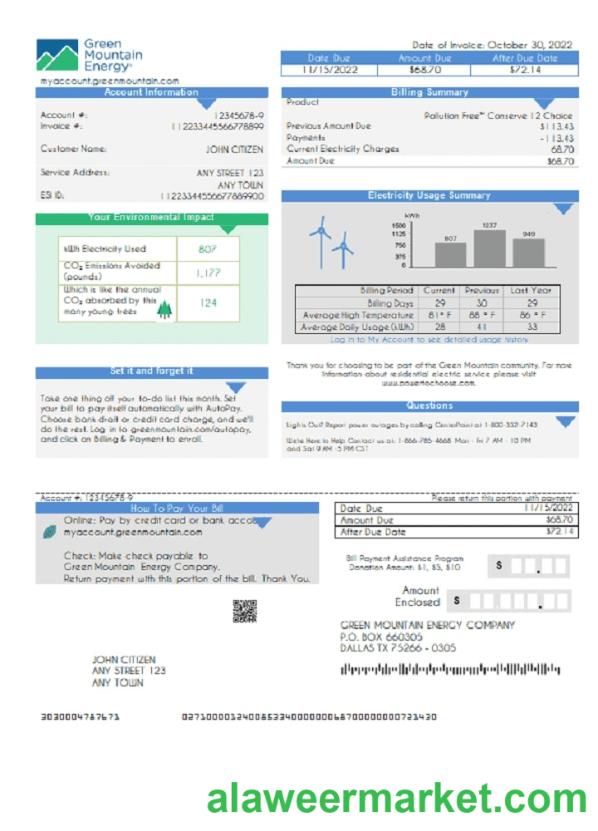 Green
Mountain
Energy
myaccount.greenmountain.com
Date of Invoice: October 30, 2022
Date Due Amount Due After Due Date
11/15/2022 $68.70 $72.14
Account Information
Account #: 12345678-9
Invoice #: 112233445566778899
Customer Name: JOHN CITIZEN
Service Address: ANY STREET 123
ANY TOWN
ESI ID: 11223344556677889900
Billing Summary
Product
Pollution Free™ Conserve 12 Choice
Previous Amount Due $113.43
Payments -113.43
Current Electricity Charges 68.70
Amount Due $68.70
Your Environmental Impact
kWh Electricity Used 807
CO₂ Emissions Avoided
(pounds) 1,177
Which is like the annual
CO₂ absorbed by this
many young trees 124
Electricity Usage Summary
kWh
1500
1125
750
375
0
807 1237 949
Billing Period Current Previous Last Year
Billing Days 29 30 29
Average High Temperature 81° F 88 ° F 86 ° F
Average Daily Usage (kWh) 28 41 33
Log in to My Account to see detailed usage history
Set it and forget it
Take one thing off your to-do list this month. Set
your bill to pay itself automatically with AutoPay.
Choose bank draft or credit card charge, and we'll
do the rest. Log in to greenmountain.com/autopay,
and click on Billing & Payment to enroll.
Thank you for choosing to be part of the Green Mountain community. For more
information about residential electric service please visit
www.powertochoose.com.
Questions
Lights Out? Report power outages by calling CenterPoint at 1-800-332-7143
We're Here to Help Contact us at: 1-866-785-4668 Mon - Fri 7 AM - 10 PM
and Sat 9 AM -5 PM CST
Account #: 12345678-9
Please return this portion with payment
How To Pay Your Bill
Online: Pay by credit card or bank accou
myaccount.greenmountain.com
Check: Make check payable to
Green Mountain Energy Company.
Return payment with this portion of the bill. Thank You.
Date Due 11/15/2022
Amount Due $68.70
After Due Date $72.14
Bill Payment Assistance Program
Donation Amount: $1, $5, $10 $ .
Amount
Enclosed $ .
GREEN MOUNTAIN ENERGY COMPANY
P.O. BOX 660305
DALLAS TX 75266 - 0305
JOHN CITIZEN
ANY STREET 123
ANY TOWN
3030004787671
alaweermarket.com